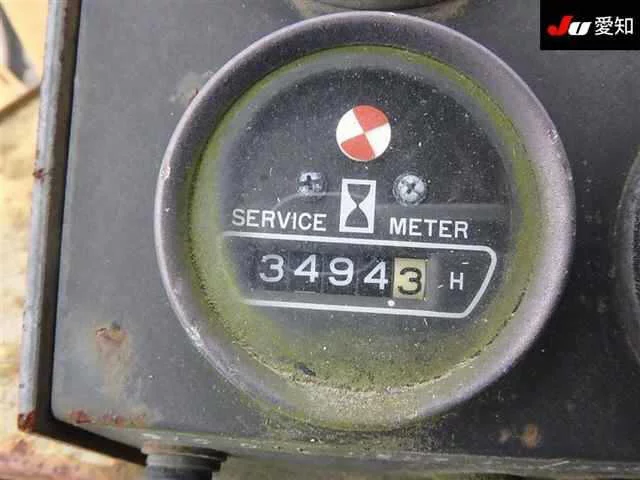 Ju 愛知
SERVICE METER
34943 H